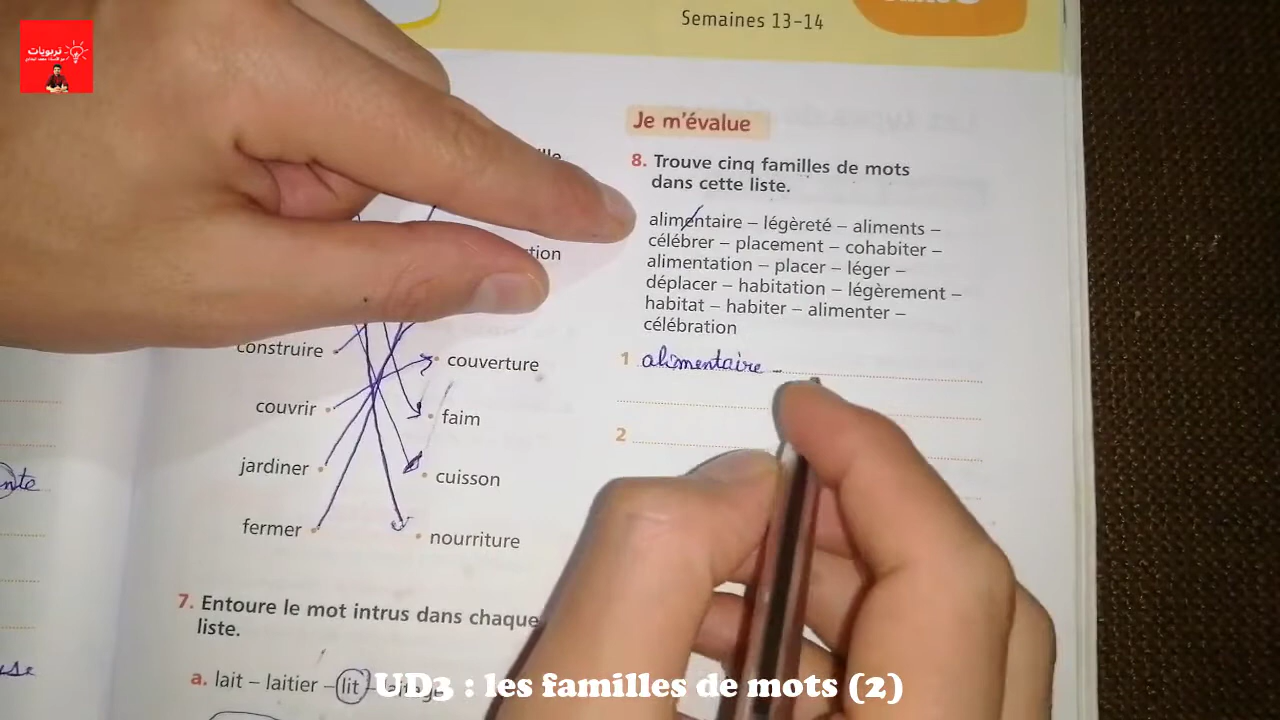 تربويات
Semaines 13-14
Je m'évalue
8. Trouve cinq familles de mots
dans cette liste.
alimentaire – légèreté – aliments –
célébrer – placement – cohabiter –
alimentation – placer – léger –
déplacer – habitation – légèrement –
habitat – habiter – alimenter –
célébration
1 alimentaire -
2
construire
couvrir
jardiner
fermer
couverture
faim
cuisson
nourriture
7. Entoure le mot intrus dans chaque
liste.
a. lait – laitier – lit –
UD3 : les familles de mots (2)